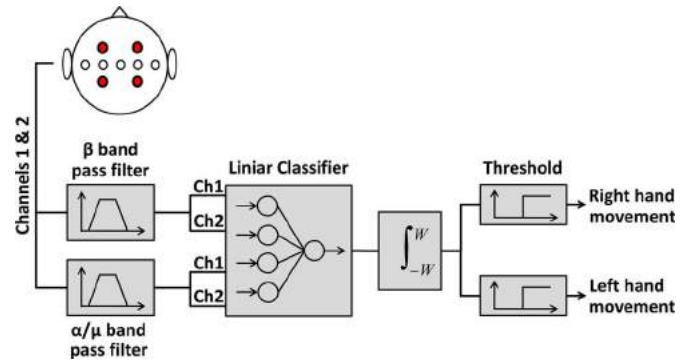 Channels 1 & 2
β band
pass filter
Ch1
Ch2
Ch1
Ch2
α/μ band
pass filter
Liniar Classifier
∫
W
-W
Threshold
Right hand
movement
Left hand
movement